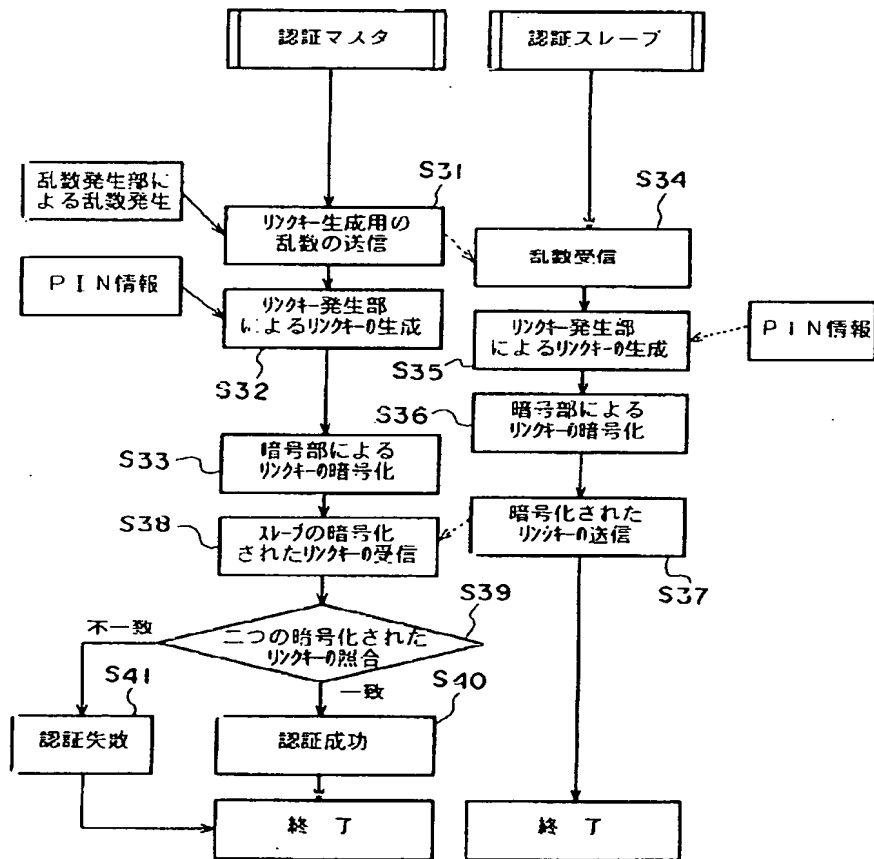 認証マスタ
認証スレーブ
S31
S34
乱数発生部に
よる乱数発生
リンクキー生成用の
乱数の送信
乱数受信
PIN情報
リンクキー発生部
によるリンクキーの生成
リンクキー発生部
によるリンクキーの生成
PIN情報
S32
S35
S36
暗号部による
リンクキーの暗号化
暗号部による
リンクキーの暗号化
S33
S38
スレーブの暗号化
されたリンクキーの受信
暗号化された
リンクキーの送信
S37
S39
不一致
二つの暗号化された
リンクキーの照合
S41
一致
S40
認証失敗
認証成功
終 了
終 了